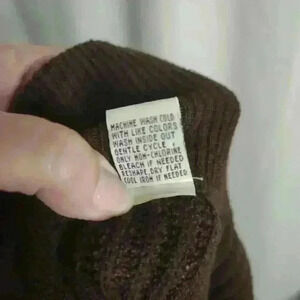 MACHINE WASH COLD
WITH LIKE COLORS
WASH INSIDE OUT
GENTLE CYCLE.
ONLY NON-CHLORINE
BLEACH IF NEEDED
RESHAPE, DRY FLAT
COOL IRON IF NEEDED